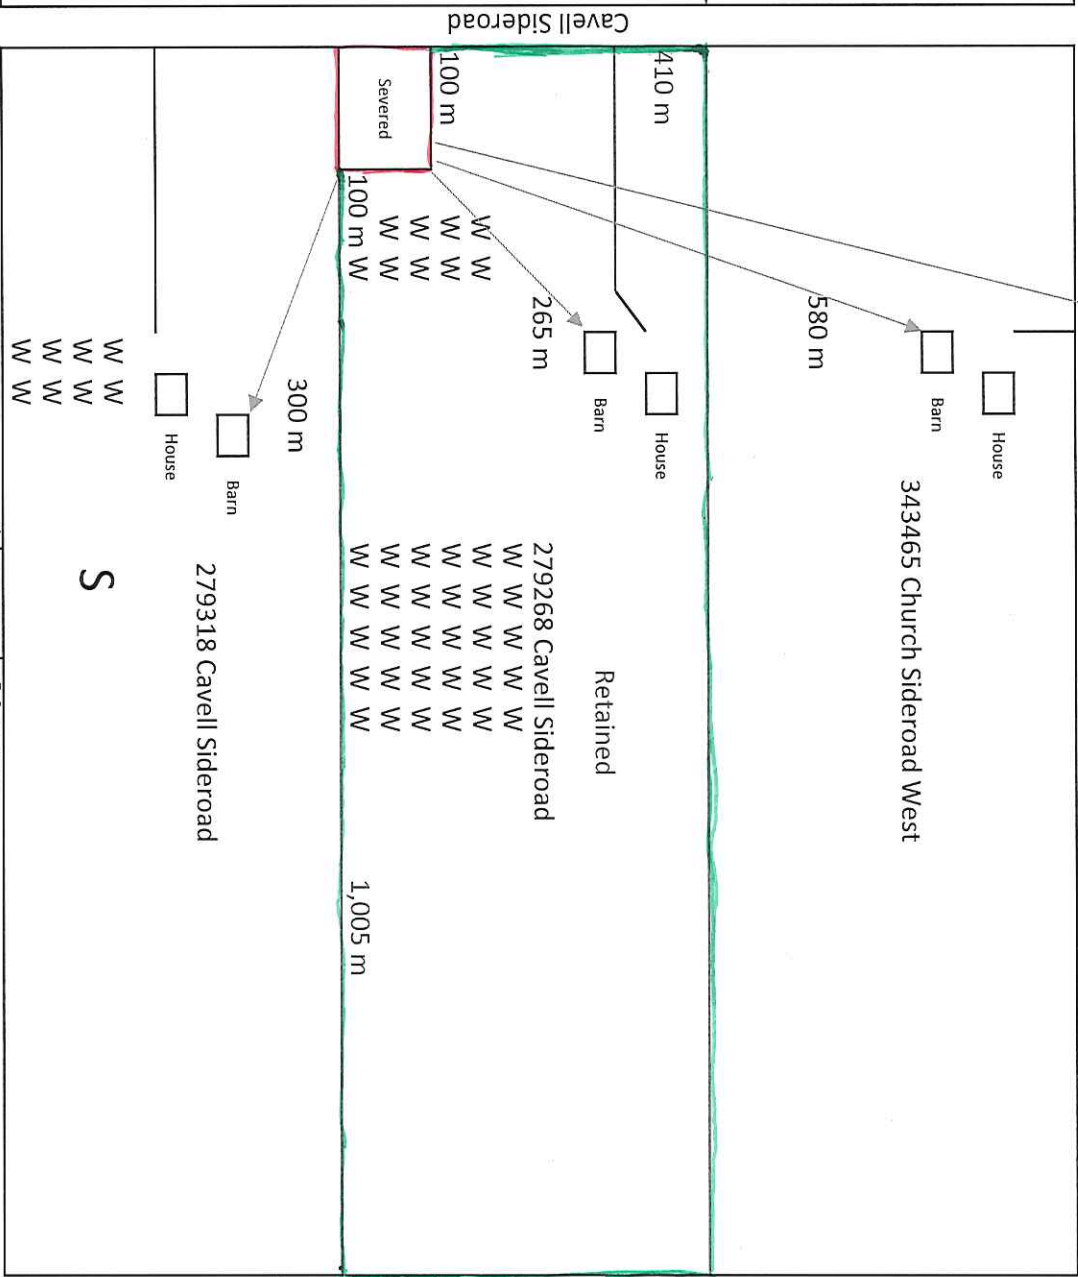 Cavell Sideroad
410 m
100 m
Severed
100 m W W
W W
W W
W W
W W
580 m
265 m
300 m
House
Barn
House
Barn
House
Barn
W W
W W
W W
W W
343465 Church Sideroad West
Retained
279268 Cavell Sideroad
W W W W W
W W W W W
W W W W W
W W W W W
W W W W W
W W W W W
279318 Cavell Sideroad
S
1,005 m